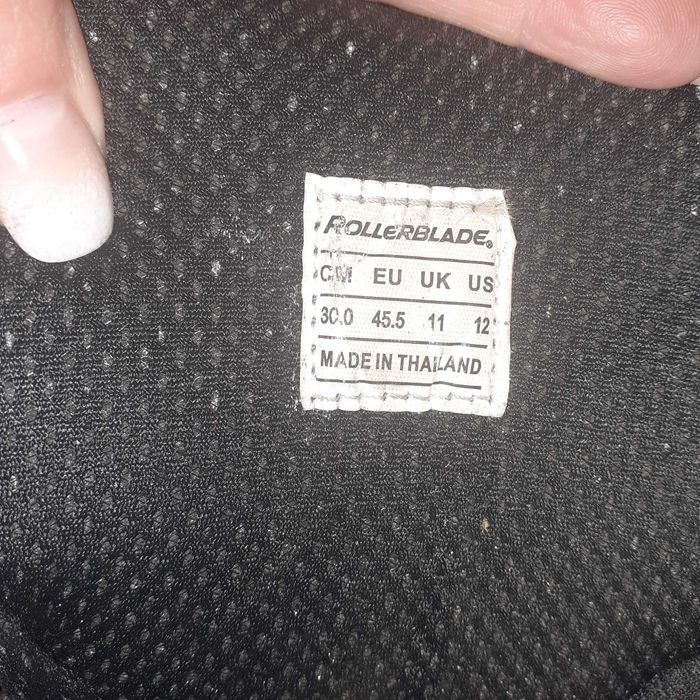 ROLLERBLADE®
CM EU UK US
30.0 45.5 11 12
MADE IN THAILAND